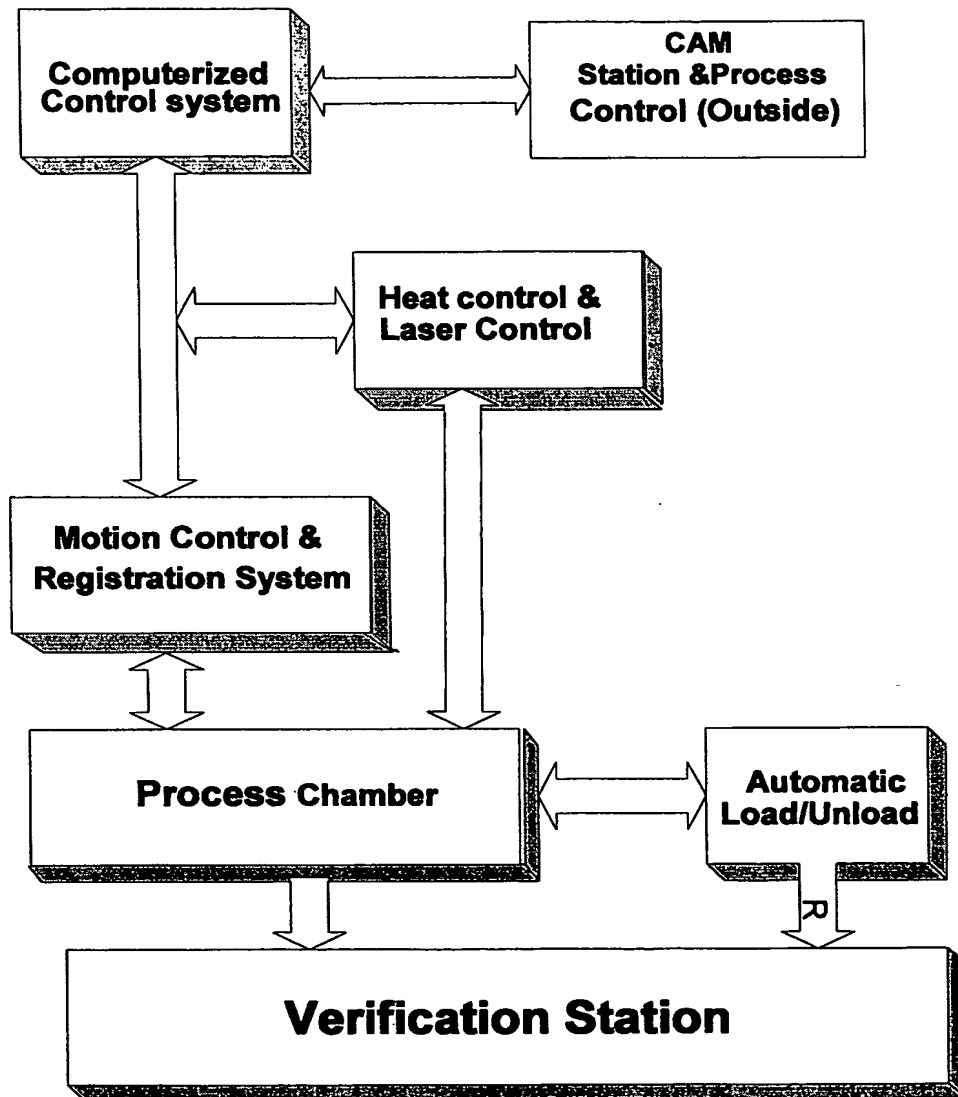 Computerized
Control system
CAM
Station &Process
Control (Outside)
Heat control &
Laser Control
Motion Control &
Registration System
Process Chamber
Automatic
Load/Unload
R
Verification Station